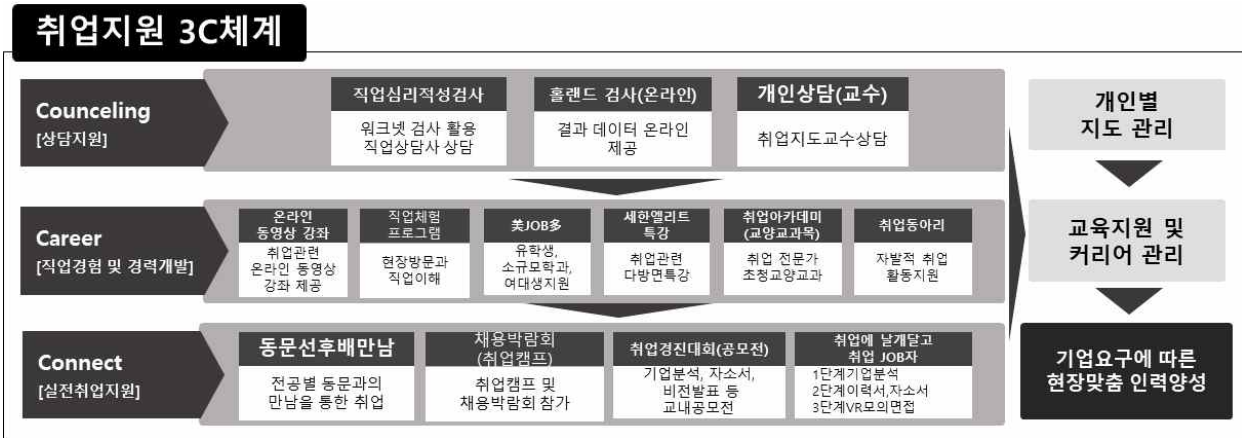 취업지원 3C체계
Counceling
[상담지원]
직업심리적성검사
워크넷 검사 활용
직업상담사 상담
홀랜드 검사(온라인)
결과 데이터 온라인
제공
개인상담(교수)
취업지도교수상담
개인별
지도 관리
Career
[직업경험 및 경력개발]
온라인
동영상 강좌
취업관련
온라인 동영상
강좌 제공
직업체험
프로그램
현장방문과
직업이해
美JOB多
유학생,
소규모학과,
여대생지원
세한엘리트
특강
취업관련
다방면특강
취업아카데미
(교양교과목)
취업 전문가
초청교양교과
취업동아리
자발적 취업
활동지원
교육지원 및
커리어 관리
Connect
[실전취업지원]
동문선후배만남
전공별 동문과의
만남을 통한 취업
채용박람회
(취업캠프)
취업캠프 및
채용박람회 참가
취업경진대회(공모전)
기업분석, 자소서,
비전발표 등
교내공모전
취업에 날개달고
취업 JOB자
1단계기업분석
2단계이력서,자소서
3단계VR모의면접
기업요구에 따른
현장맞춤 인력양성